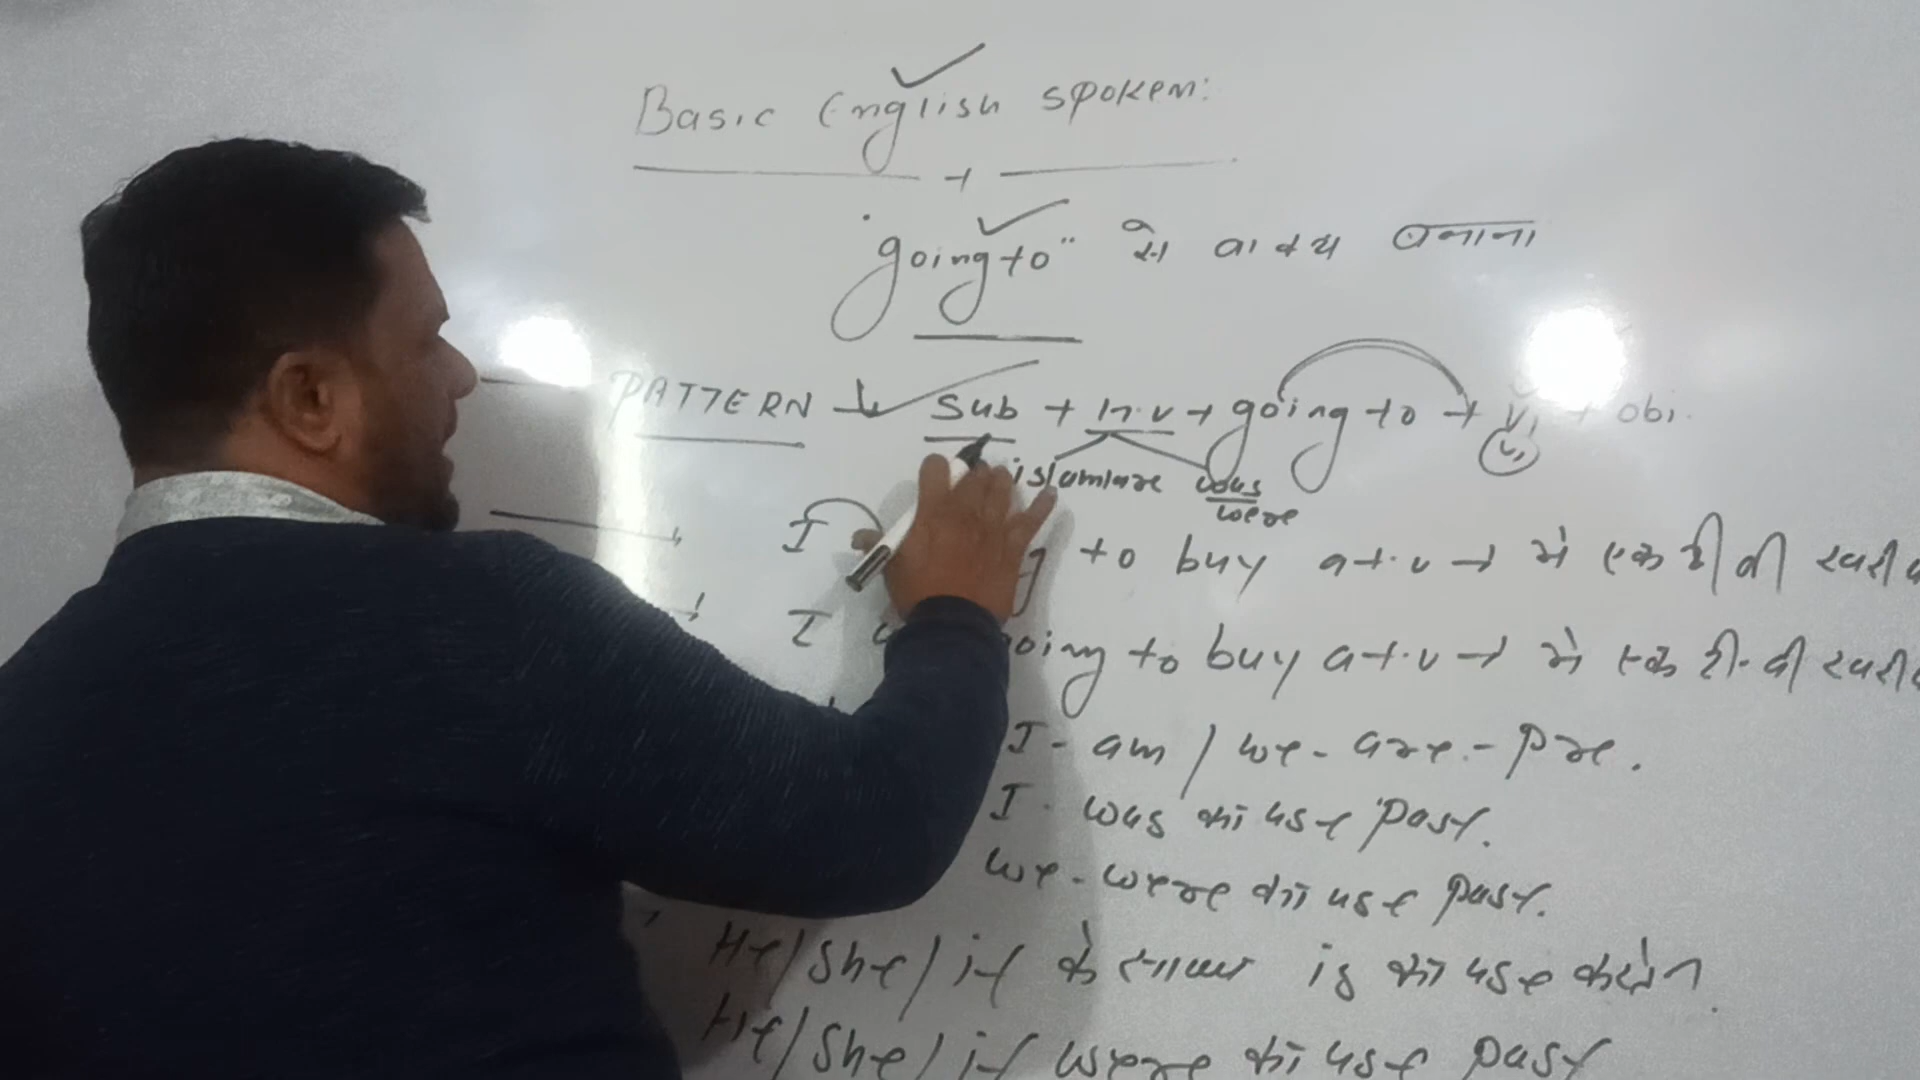 Basic English spoken:
"going to" से वाक्य बनाना
PATTERN Sub + H.V + going to + V1 + obj.
is/am/are was
were
I to buy a t.v → मै एक टी वी
I going to buy a t.v → मै एक टी. वी
I - am / we - are - Pre.
I - was का use Past.
we - were का use past.
He/She/it के साथ is का use करेंगे
He/She/it were का use past